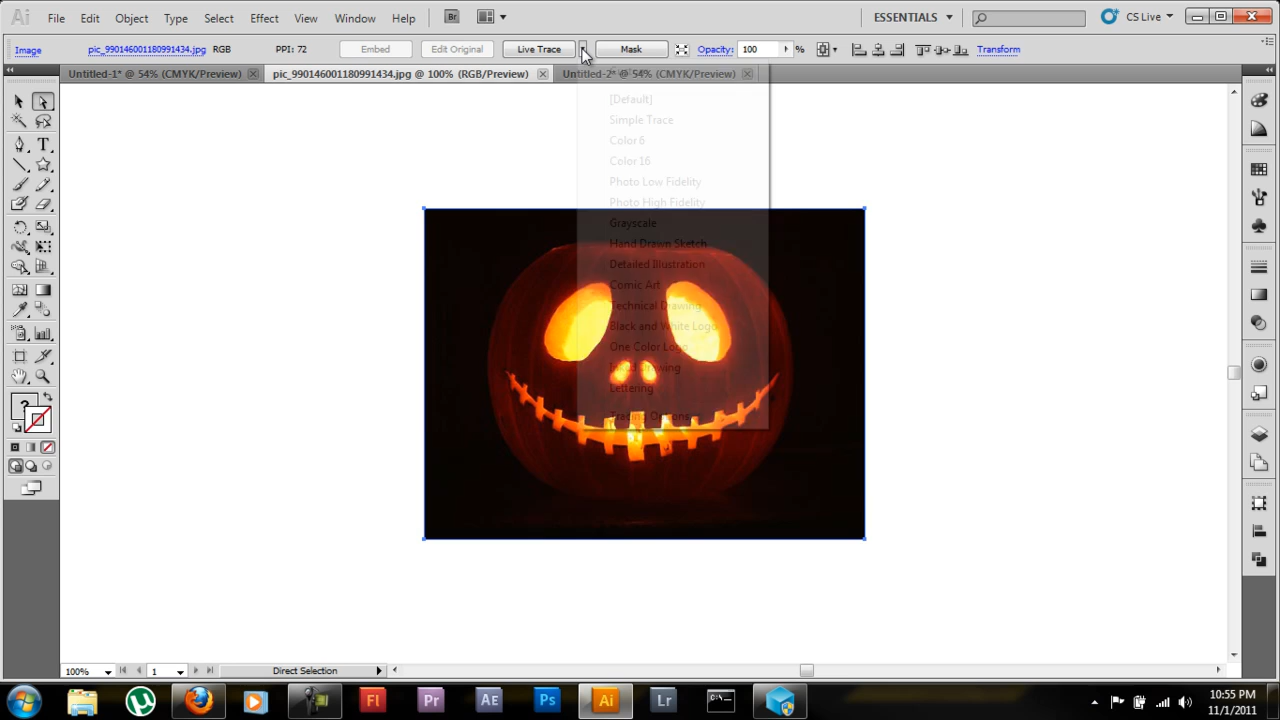 Ai File Edit Object Type Select Effect View Window Help Br ESSENTIALS CS Live
Image pic_990146001180991434.jpg RGB PPI: 72 Embed Edit Original Live Trace Mask Opacity: 100 % Transform
Untitled-1* @ 54% (CMYK/Preview) pic_990146001180991434.jpg @ 100% (RGB/Preview) Untitled-2* @ 54% (CMYK/Preview)
[Default]
Simple Trace
Color 6
Color 16
Photo Low Fidelity
Photo High Fidelity
Grayscale
Hand Drawn Sketch
Detailed Illustration
Comic Art
Technical Drawing
Black and White Logo
One Color Logo
Inked Drawing
Lettering
Tracing Options...
T
?
100% 1 Direct Selection
Fl Pr Ae Ps Ai Lr C:\
10:55 PM
11/1/2011